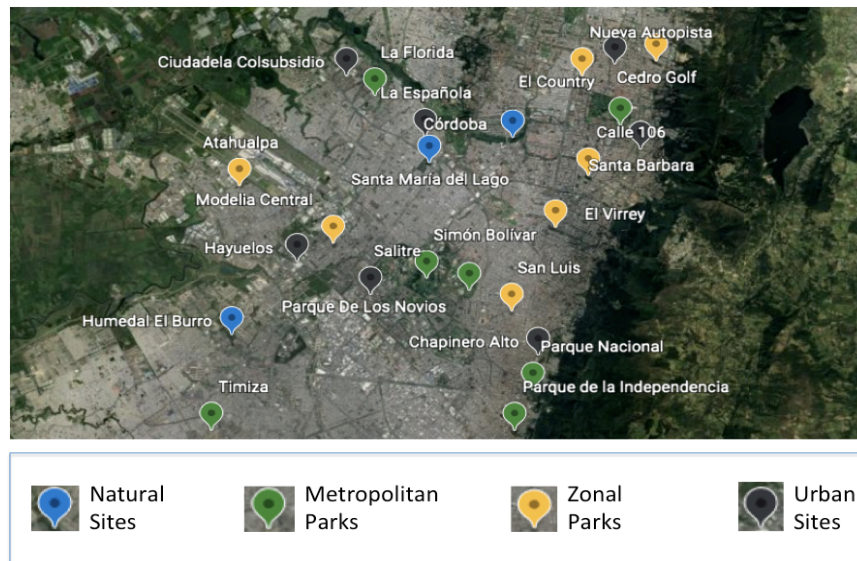 Nueva Autopista
La Florida
Ciudadela Colsubsidio
El Country
Cedro Golf
La Española
Córdoba
Calle 106
Atahualpa
Santa Barbara
Santa María del Lago
Modelia Central
El Virrey
Simón Bolívar
Hayuelos
Salitre
San Luis
Parque De Los Novios
Humedal El Burro
Chapinero Alto
Parque Nacional
Timiza
Parque de la Independencia
Natural
Sites
Metropolitan
Parks
Zonal
Parks
Urban
Sites